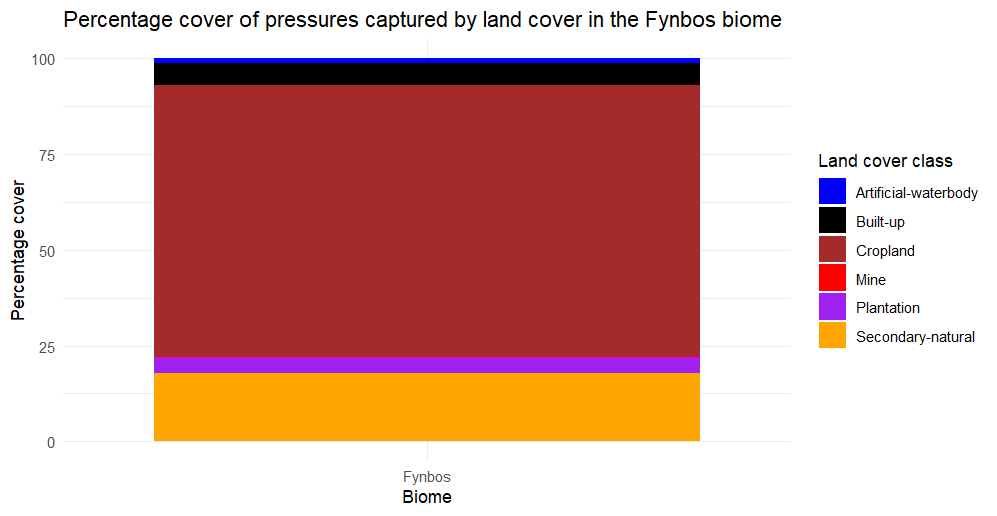 Percentage cover of pressures captured by land cover in the Fynbos biome
100
75
50
25
0
Percentage cover
Fynbos
Biome
Land cover class
Artificial-waterbody
Built-up
Cropland
Mine
Plantation
Secondary-natural